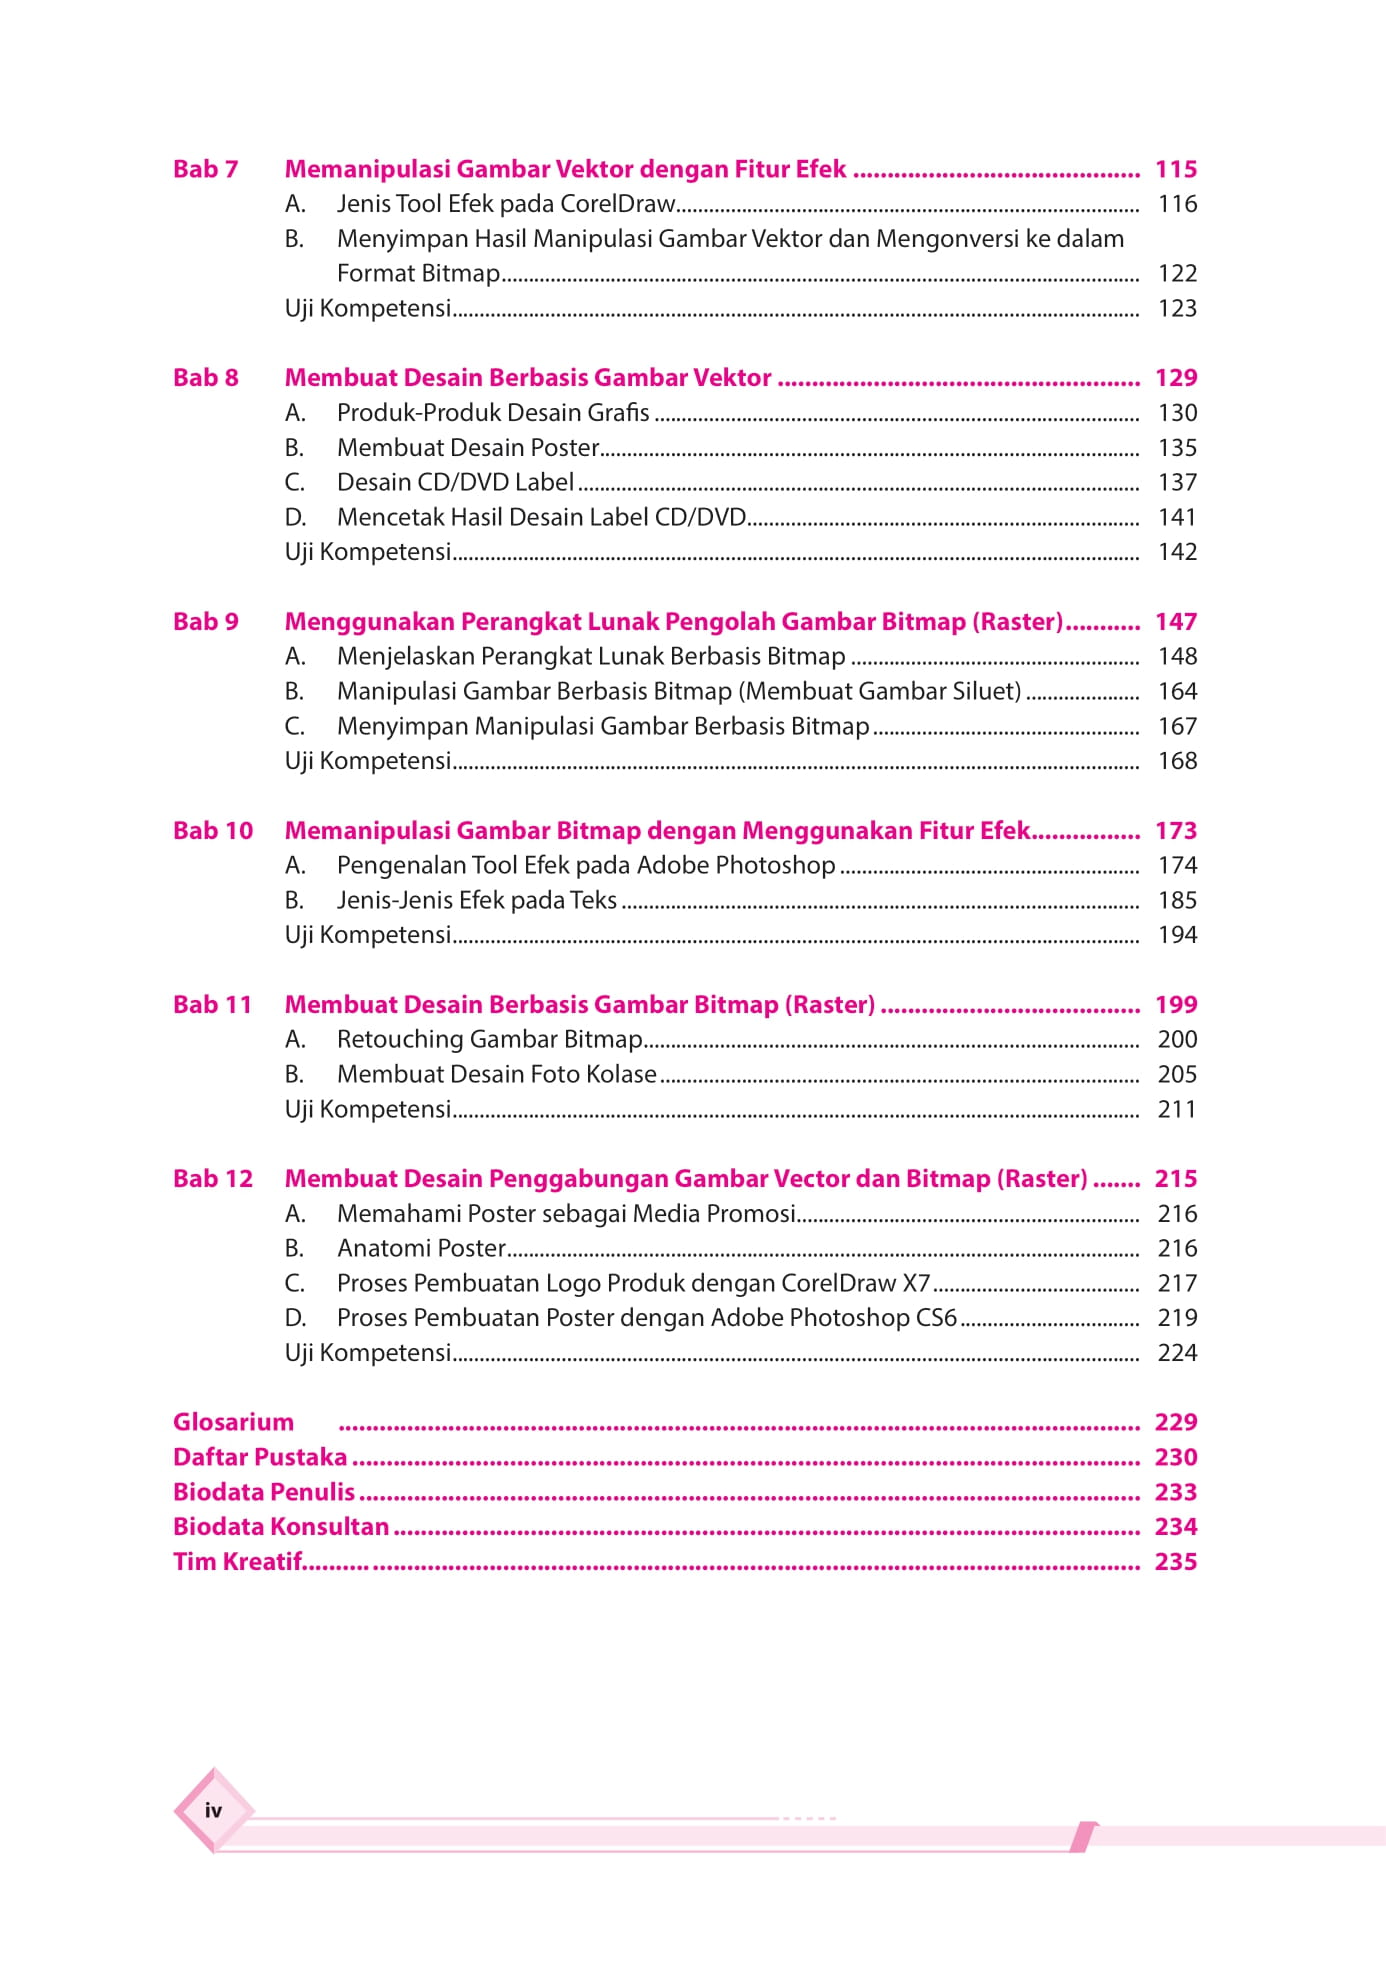 Bab 7 Memanipulasi Gambar Vektor dengan Fitur Efek .......................................... 115
A. Jenis Tool Efek pada CorelDraw.......................................... 116
B. Menyimpan Hasil Manipulasi Gambar Vektor dan Mengonversi ke dalam
Format Bitmap.......................................... 122
Uji Kompetensi.......................................... 123
Bab 8 Membuat Desain Berbasis Gambar Vektor .......................................... 129
A. Produk-Produk Desain Grafis .......................................... 130
B. Membuat Desain Poster.......................................... 135
C. Desain CD/DVD Label .......................................... 137
D. Mencetak Hasil Desain Label CD/DVD.......................................... 141
Uji Kompetensi.......................................... 142
Bab 9 Menggunakan Perangkat Lunak Pengolah Gambar Bitmap (Raster)........... 147
A. Menjelaskan Perangkat Lunak Berbasis Bitmap .......................................... 148
B. Manipulasi Gambar Berbasis Bitmap (Membuat Gambar Siluet) ..................... 164
C. Menyimpan Manipulasi Gambar Berbasis Bitmap.......................................... 167
Uji Kompetensi.......................................... 168
Bab 10 Memanipulasi Gambar Bitmap dengan Menggunakan Fitur Efek................ 173
A. Pengenalan Tool Efek pada Adobe Photoshop .......................................... 174
B. Jenis-Jenis Efek pada Teks .......................................... 185
Uji Kompetensi.......................................... 194
Bab 11 Membuat Desain Berbasis Gambar Bitmap (Raster) ...................................... 199
A. Retouching Gambar Bitmap.......................................... 200
B. Membuat Desain Foto Kolase .......................................... 205
Uji Kompetensi.......................................... 211
Bab 12 Membuat Desain Penggabungan Gambar Vector dan Bitmap (Raster) ....... 215
A. Memahami Poster sebagai Media Promosi.......................................... 216
B. Anatomi Poster.......................................... 216
C. Proses Pembuatan Logo Produk dengan CorelDraw X7...................................... 217
D. Proses Pembuatan Poster dengan Adobe Photoshop CS6................................. 219
Uji Kompetensi.......................................... 224
Glosarium .......................................... 229
Daftar Pustaka .......................................... 230
Biodata Penulis .......................................... 233
Biodata Konsultan .......................................... 234
Tim Kreatif.......................................... 235
iv